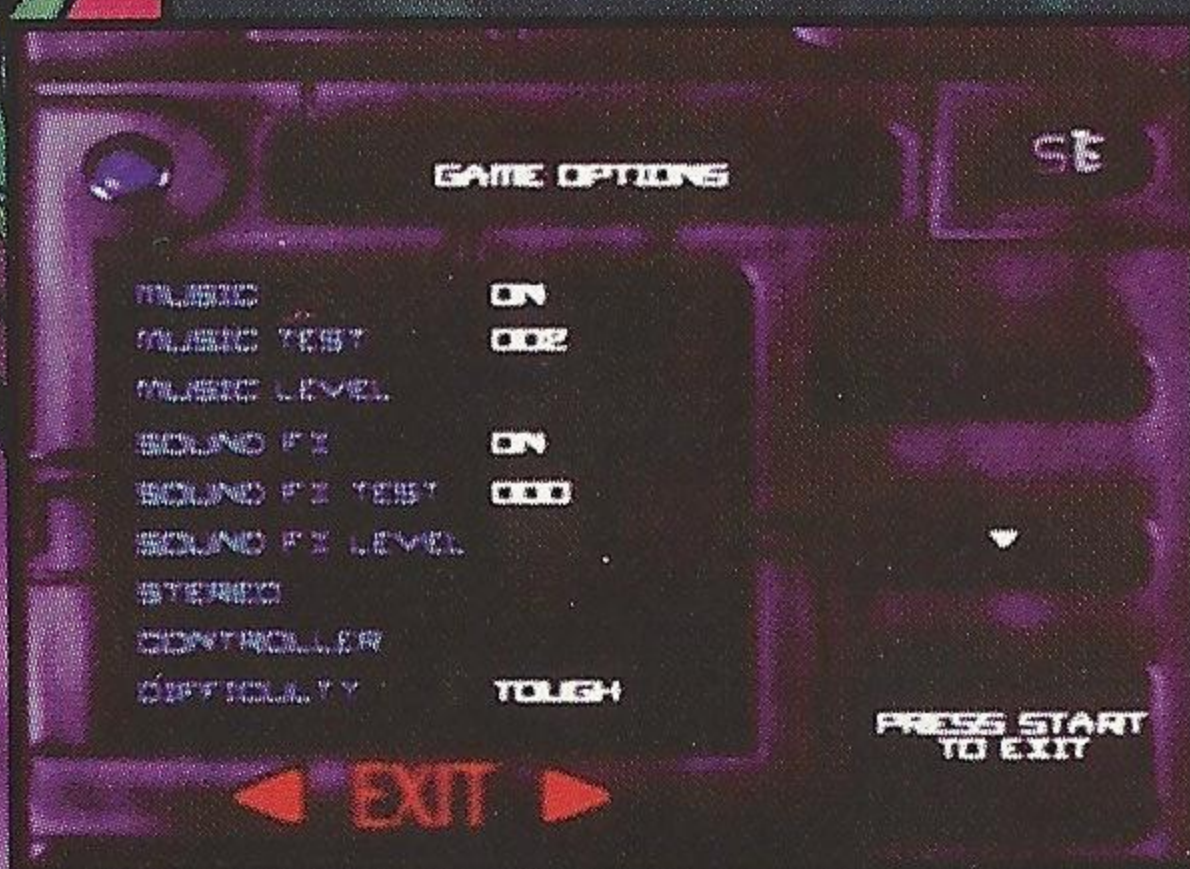 GAME OPTIONS
st
MUSIC ON
MUSIC TEST 002
MUSIC LEVEL
SOUND FX ON
SOUND FX TEST 000
SOUND FX LEVEL
STEREO
CONTROLLER
DIFFICULTY TOUGH
PRESS START
TO EXIT
EXIT